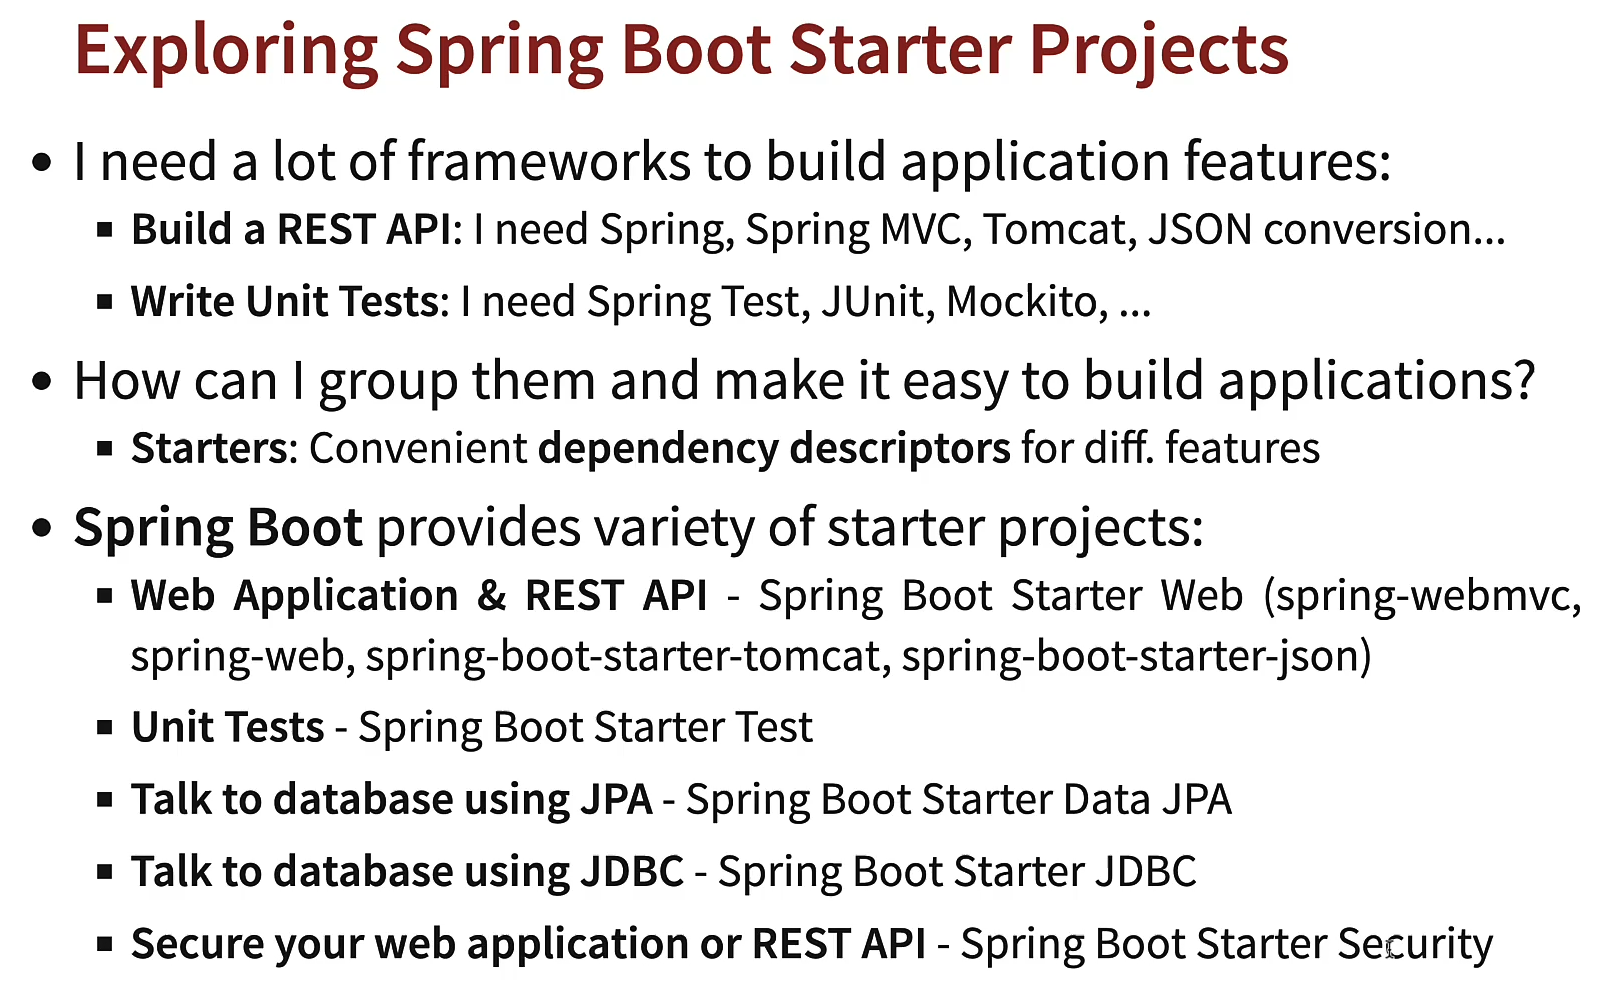 Exploring Spring Boot Starter Projects
• I need a lot of frameworks to build application features:
▪ Build a REST API: I need Spring, Spring MVC, Tomcat, JSON conversion...
▪ Write Unit Tests: I need Spring Test, JUnit, Mockito, ...
• How can I group them and make it easy to build applications?
▪ Starters: Convenient dependency descriptors for diff. features
• Spring Boot provides variety of starter projects:
▪ Web Application & REST API - Spring Boot Starter Web (spring-webmvc,
spring-web, spring-boot-starter-tomcat, spring-boot-starter-json)
▪ Unit Tests - Spring Boot Starter Test
▪ Talk to database using JPA - Spring Boot Starter Data JPA
▪ Talk to database using JDBC - Spring Boot Starter JDBC
▪ Secure your web application or REST API - Spring Boot Starter Security